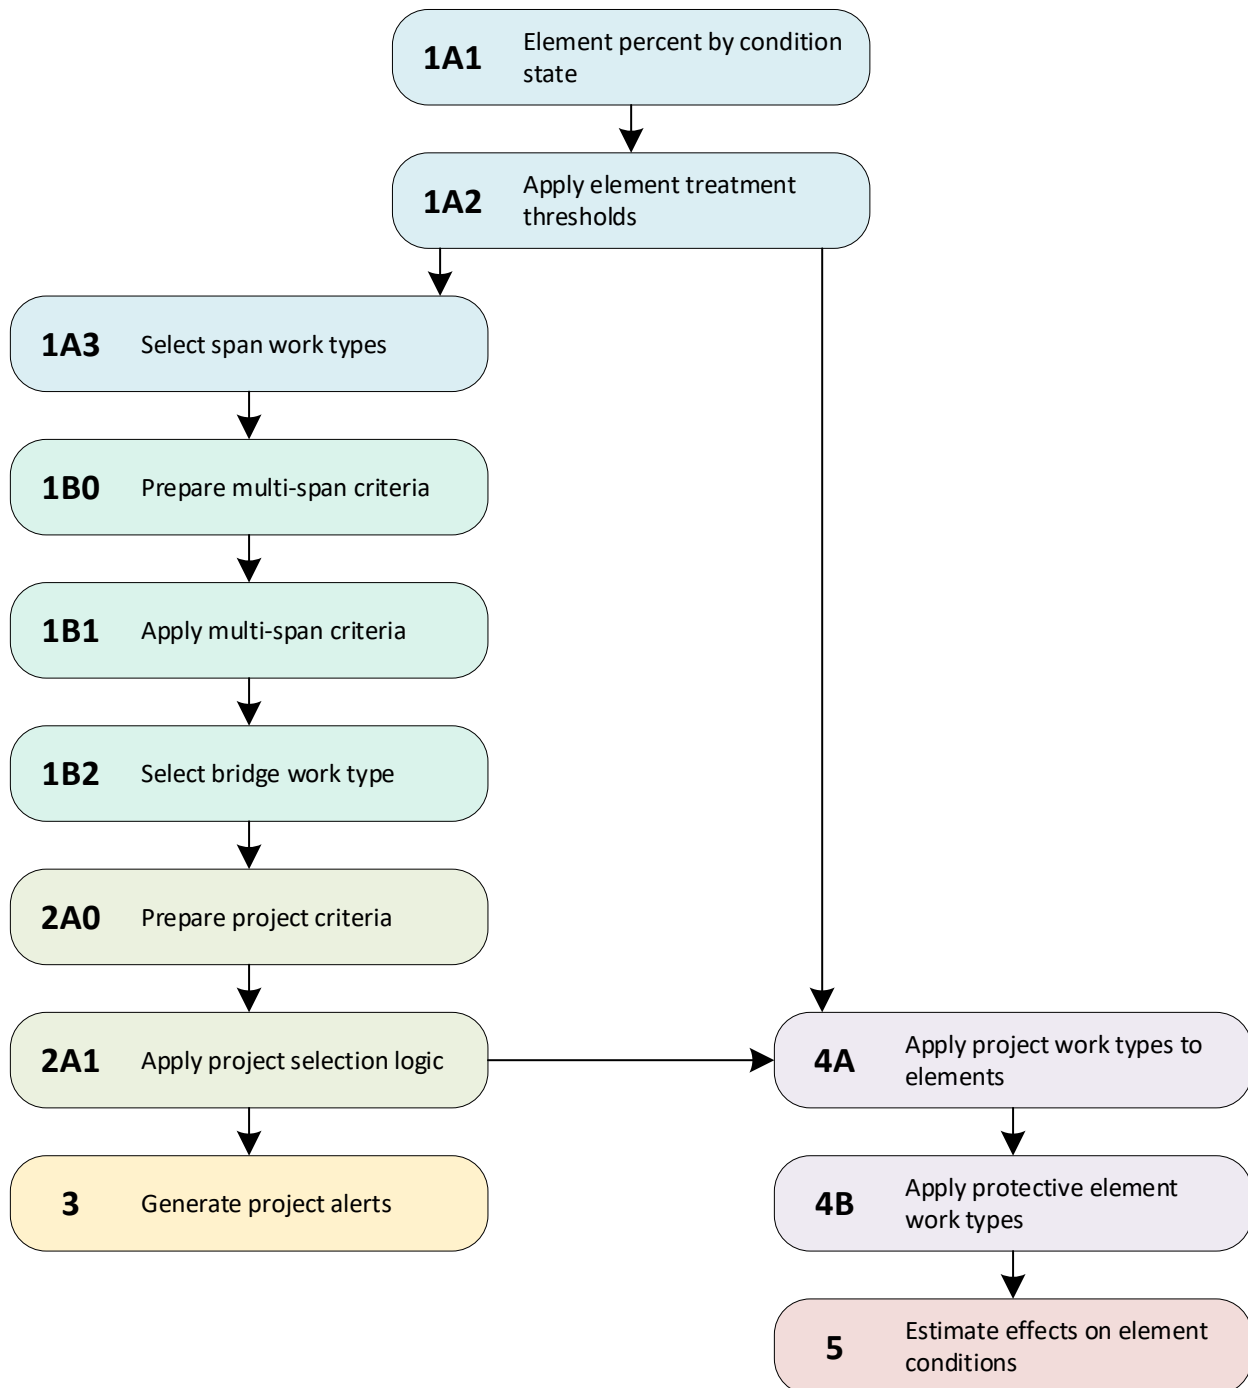 1A1
Element percent by condition
state
1A2
Apply element treatment
thresholds
1A3
Select span work types
1B0
Prepare multi-span criteria
1B1
Apply multi-span criteria
1B2
Select bridge work type
2A0
Prepare project criteria
2A1
Apply project selection logic
4A
Apply project work types to
elements
3
Generate project alerts
4B
Apply protective element
work types
5
Estimate effects on element
conditions